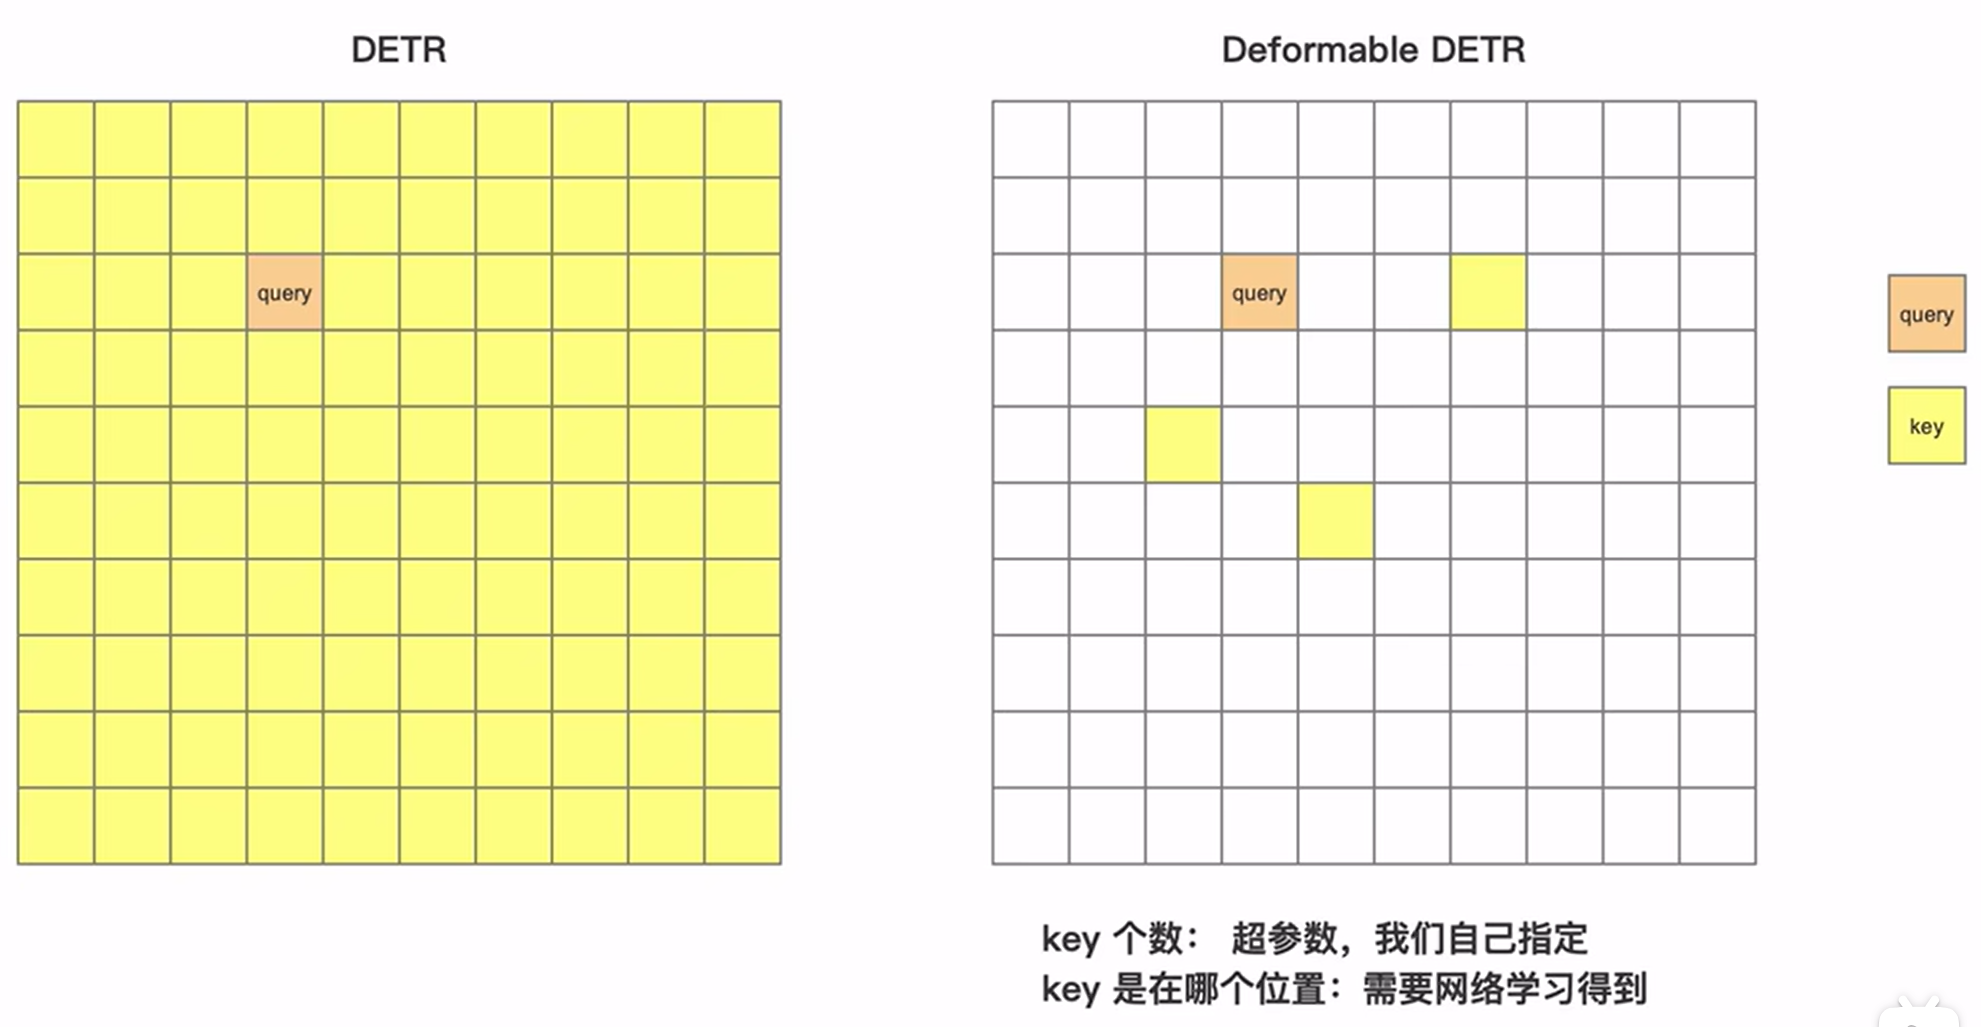 DETR
Deformable DETR
query
query
query
key
key 个数： 超参数，我们自己指定
key 是在哪个位置：需要网络学习得到